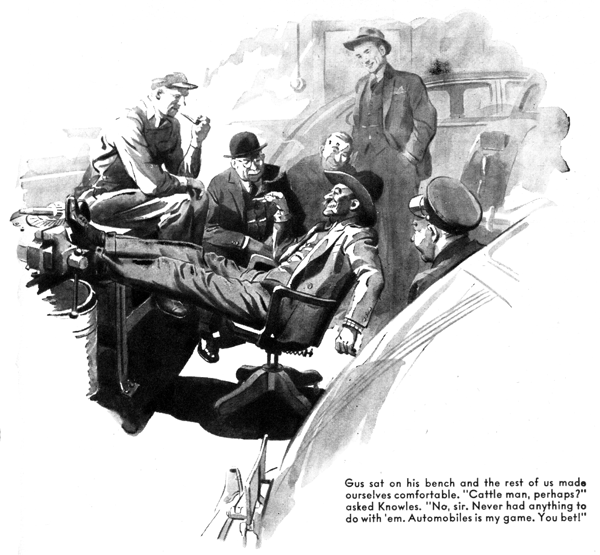 Gus sat on his bench and the rest of us made
ourselves comfortable. "Cattle man, perhaps?"
asked Knowles. "No, sir. Never had anything to
do with 'em. Automobiles is my game. You bet!"